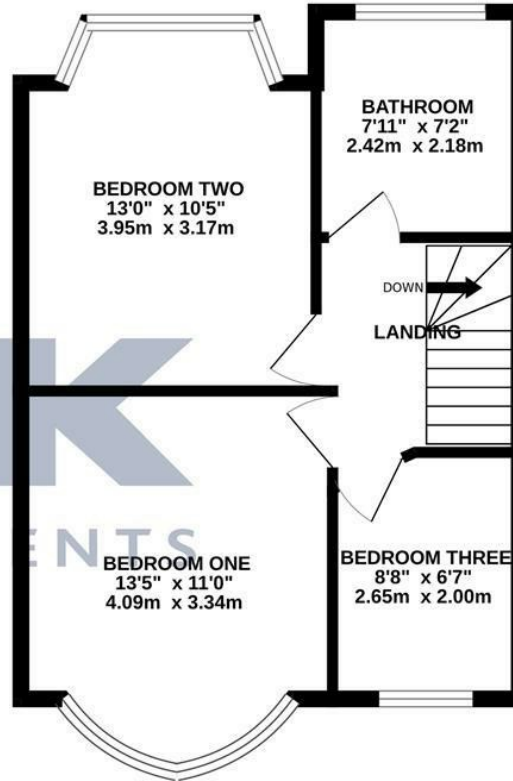 BATHROOM
7'11" x 7'2"
2.42m x 2.18m
BEDROOM TWO
13'0" x 10'5"
3.95m x 3.17m
DOWN
LANDING
K
ENTS
BEDROOM ONE
13'5" x 11'0"
4.09m x 3.34m
BEDROOM THREE
8'8" x 6'7"
2.65m x 2.00m